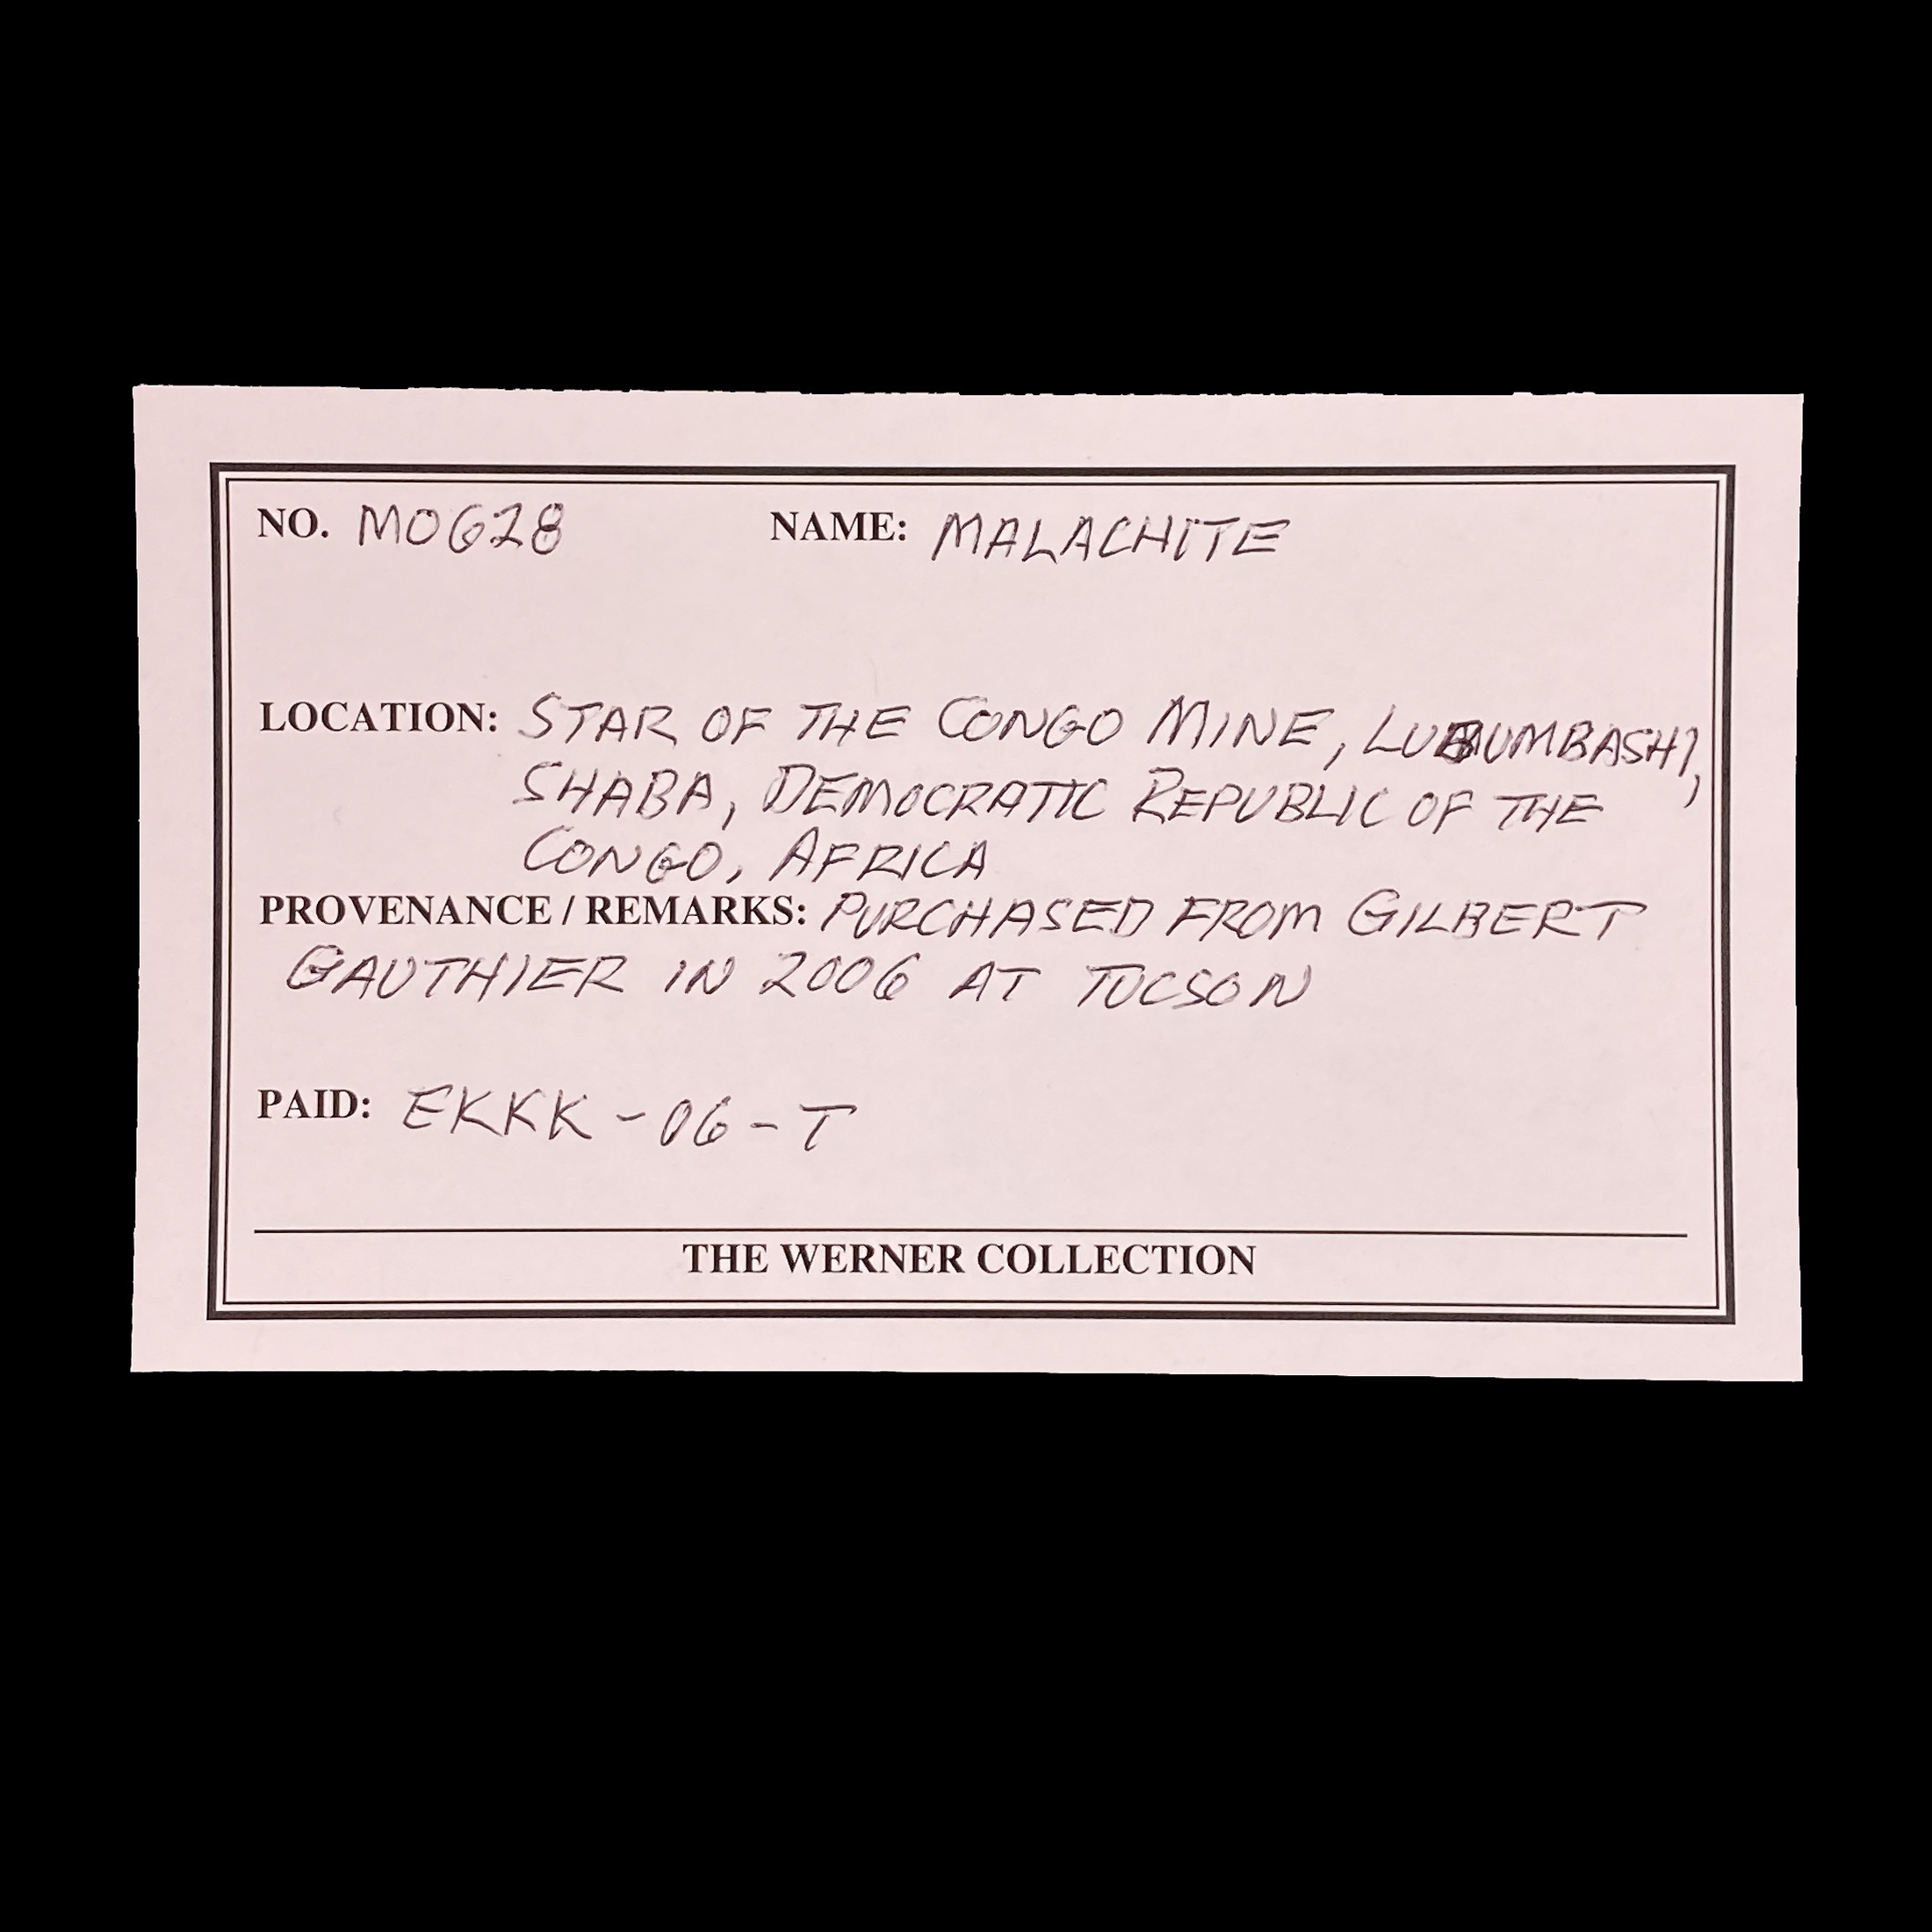 NO. MO628 NAME: MALACHITE
LOCATION: STAR OF THE CONGO MINE, LUBUMBASHI,
SHABA, DEMOCRATIC REPUBLIC OF THE
CONGO, AFRICA
PROVENANCE / REMARKS: PURCHASED FROM GILBERT
GAUTHIER IN 2006 AT TUCSON
PAID: EKKK - 06 - T
THE WERNER COLLECTION